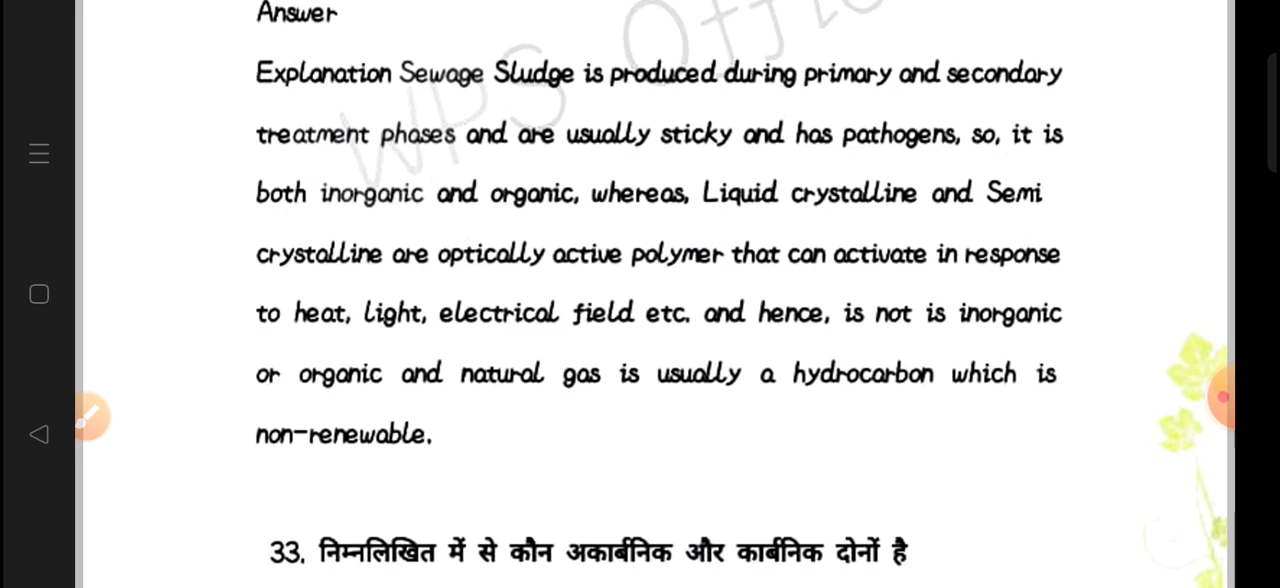 Answer
WPS Office
Explanation Sewage Sludge is produced during primary and secondary
treatment phases and are usually sticky and has pathogens, so, it is
both inorganic and organic, whereas, Liquid crystalline and Semi
crystalline are optically active polymer that can activate in response
to heat, light, electrical field etc. and hence, is not is inorganic
or organic and natural gas is usually a hydrocarbon which is
non-renewable.
33. निम्नलिखित में से कौन अकार्बनिक और कार्बनिक दोनों है